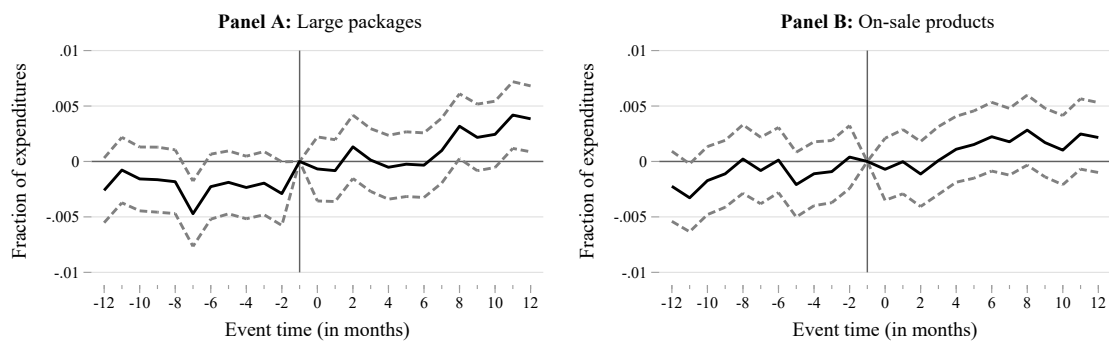 Panel A: Large packages
Fraction of expenditures
.01
.005
0
-.005
-.01
-12 -10 -8 -6 -4 -2 0 2 4 6 8 10 12
Event time (in months)
Panel B: On-sale products
Fraction of expenditures
.01
.005
0
-.005
-.01
-12 -10 -8 -6 -4 -2 0 2 4 6 8 10 12
Event time (in months)